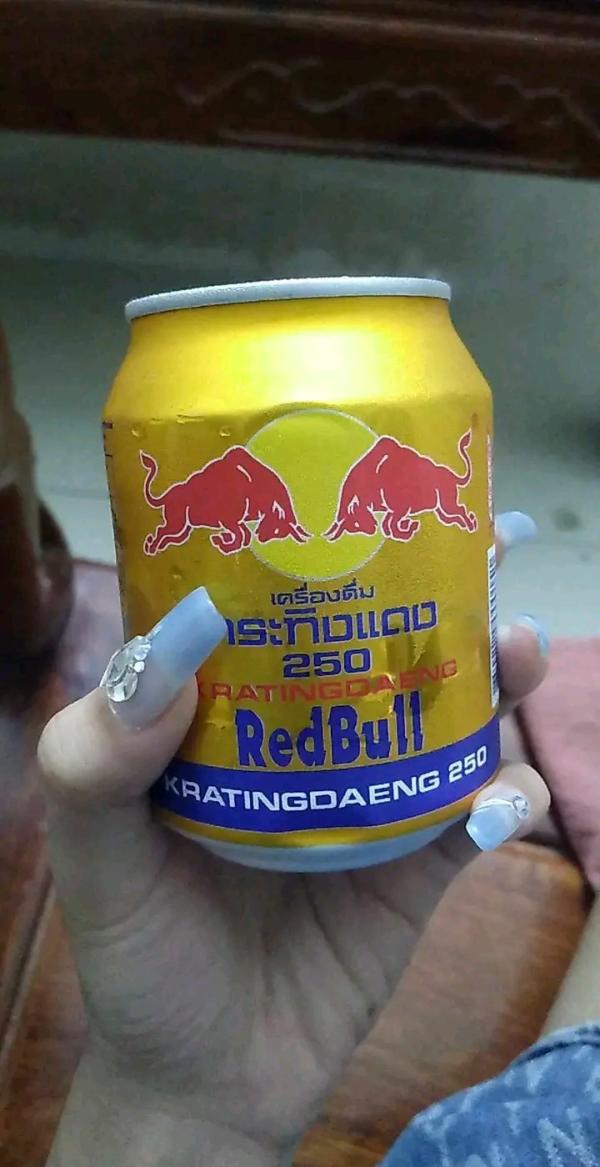 เครื่องดื่ม
กระทิงแดง
250
KRATINGDAENG
RedBull
KRATINGDAENG 250